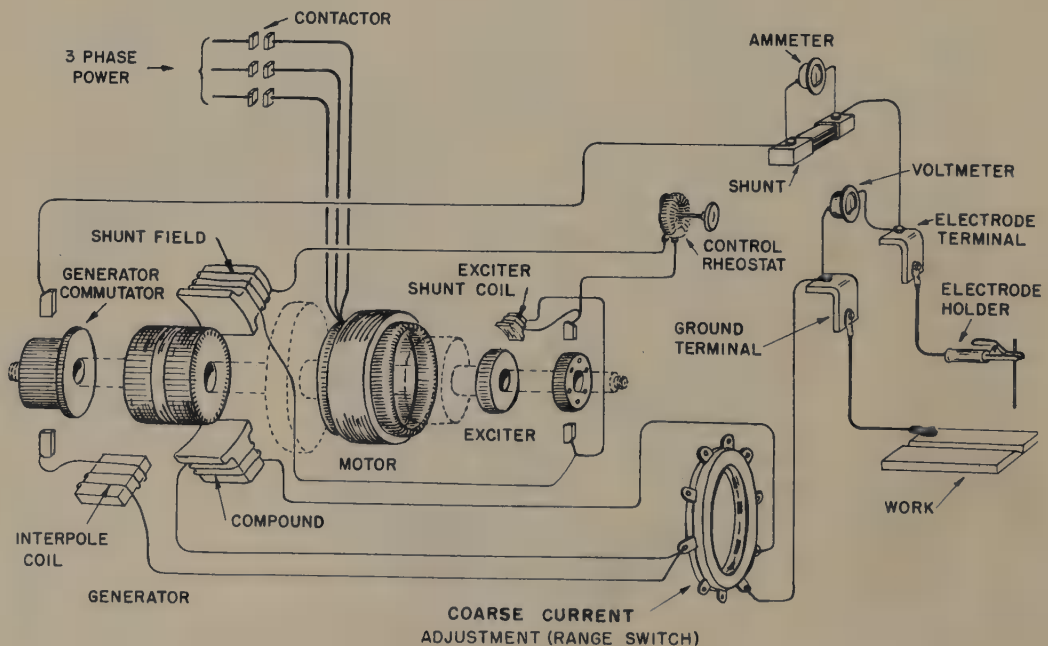 CONTACTOR
3 PHASE
POWER
AMMETER
SHUNT
VOLTMETER
ELECTRODE
TERMINAL
SHUNT FIELD
GENERATOR
COMMUTATOR
EXCITER
SHUNT COIL
CONTROL
RHEOSTAT
GROUND
TERMINAL
ELECTRODE
HOLDER
MOTOR
EXCITER
INTERPOLE
COIL
COMPOUND
WORK
GENERATOR
COARSE CURRENT
ADJUSTMENT (RANGE SWITCH)